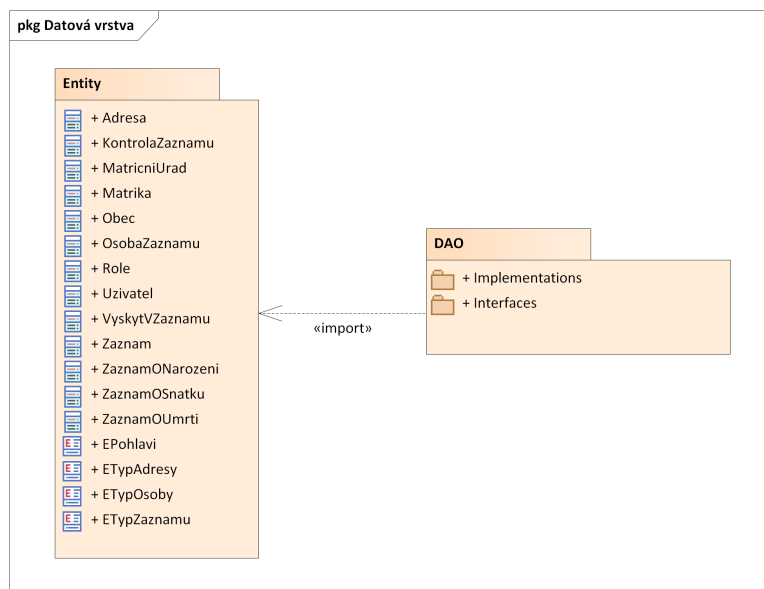 pkg Datová vrstva
Entity
+ Adresa
+ KontrolaZaznamu
+ MatricniUrad
+ Matrika
+ Obec
+ OsobaZaznamu
+ Role
+ Uzivatel
+ VyskytVZaznamu
+ Zaznam
+ ZaznamONarozeni
+ ZaznamOSnatku
+ ZaznamOUmrti
+ EPohlavi
+ ETypAdresy
+ ETypOsoby
+ ETypZaznamu
«import»
DAO
+ Implementations
+ Interfaces